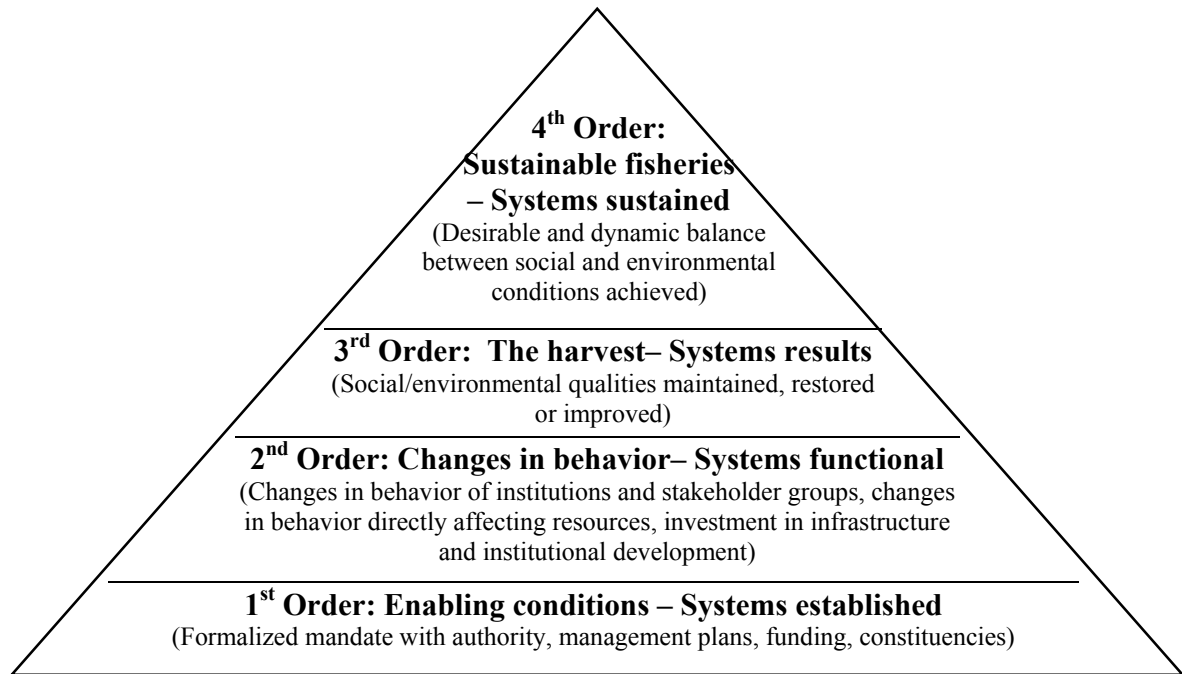 4th Order:
Sustainable fisheries
– Systems sustained
(Desirable and dynamic balance
between social and environmental
conditions achieved)
3rd Order:  The harvest– Systems results
(Social/environmental qualities maintained, restored
or improved)
2nd Order: Changes in behavior– Systems functional
(Changes in behavior of institutions and stakeholder groups, changes
in behavior directly affecting resources, investment in infrastructure
and institutional development)
1st Order: Enabling conditions – Systems established
(Formalized mandate with authority, management plans, funding, constituencies)